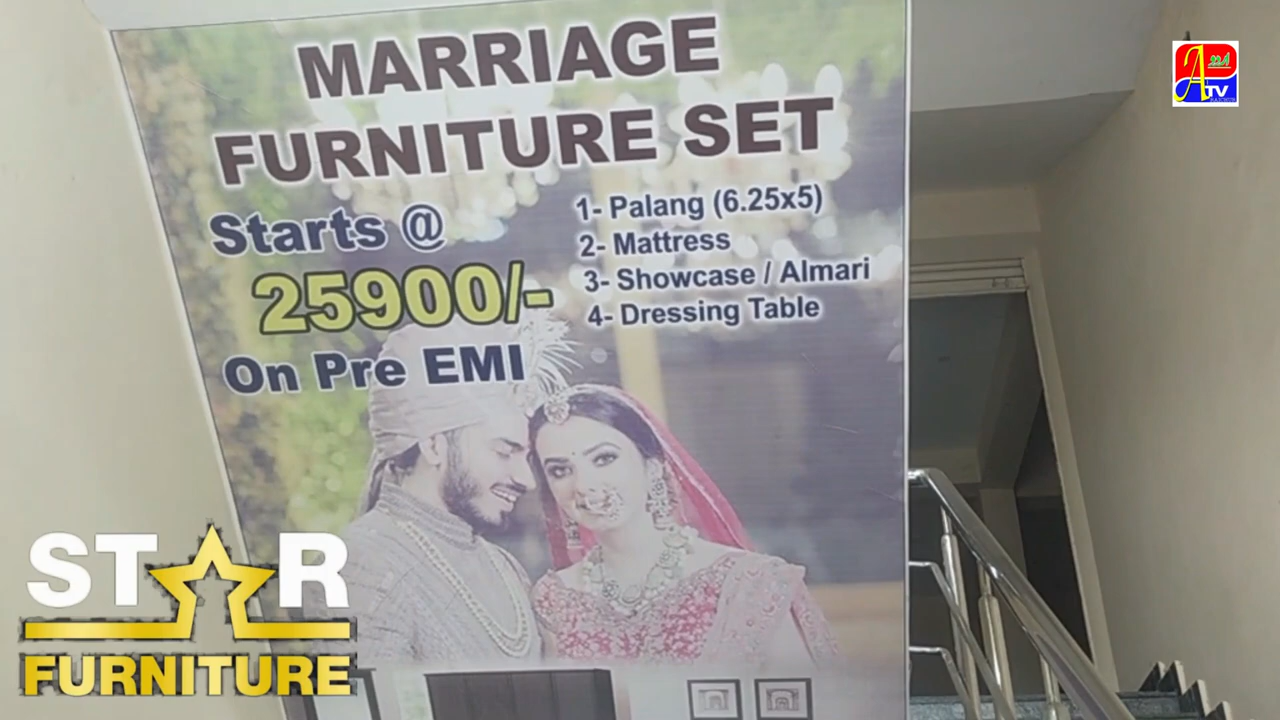 MARRIAGE
FURNITURE SET
Starts @
25900/-
On Pre EMI
1- Palang (6.25x5)
2- Mattress
3- Showcase / Almari
4- Dressing Table
STAR
FURNITURE
A
TV